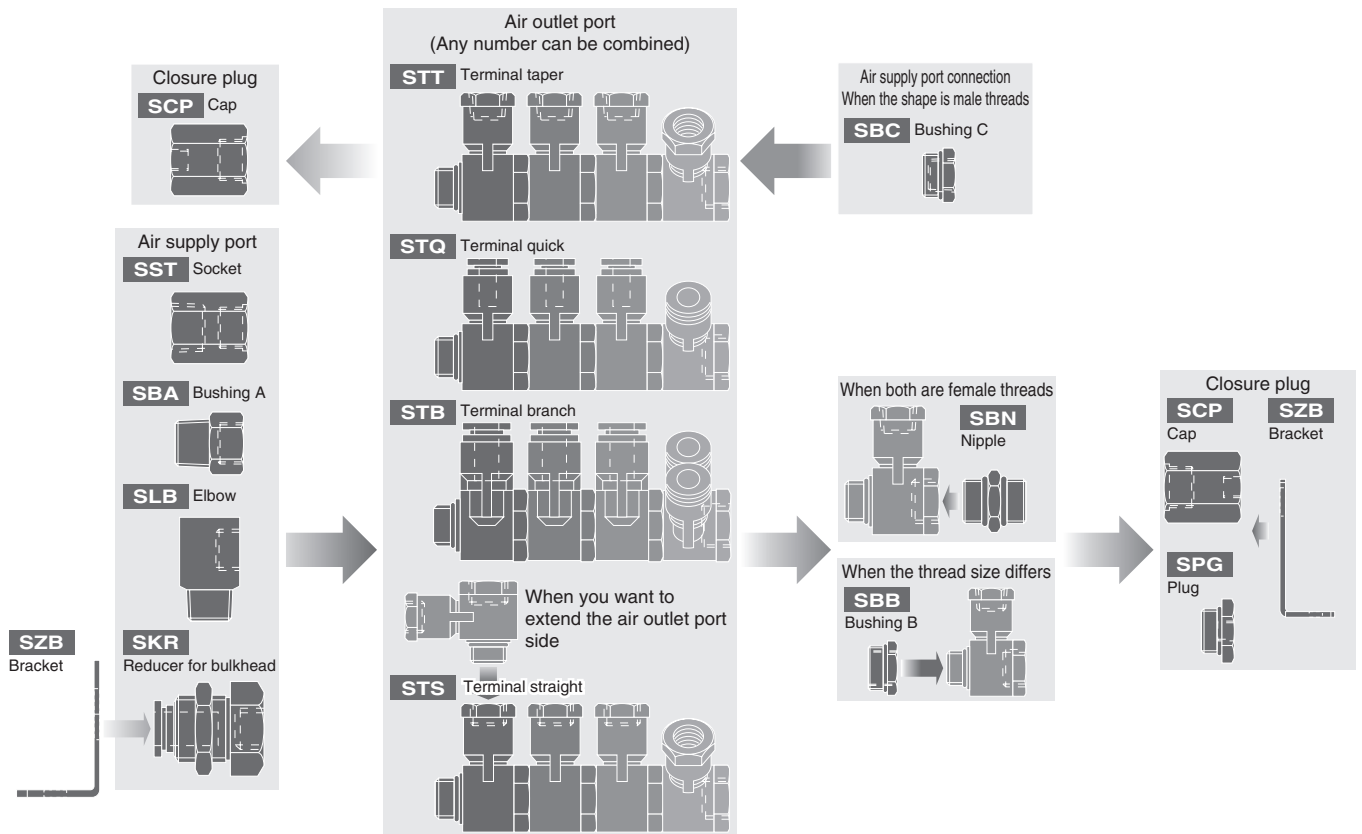 Closure plug
SCP Cap
Air supply port
SST Socket
SBA Bushing A
SLB Elbow
SKR
Reducer for bulkhead
SZB
Bracket
Air outlet port
(Any number can be combined)
STT Terminal taper
STQ Terminal quick
STB Terminal branch
When you want to
extend the air outlet port
side
STS Terminal straight
Air supply port connection
When the shape is male threads
SBC Bushing C
When both are female threads
SBN
Nipple
When the thread size differs
SBB
Bushing B
Closure plug
SCP
Cap
SZB
Bracket
SPG
Plug